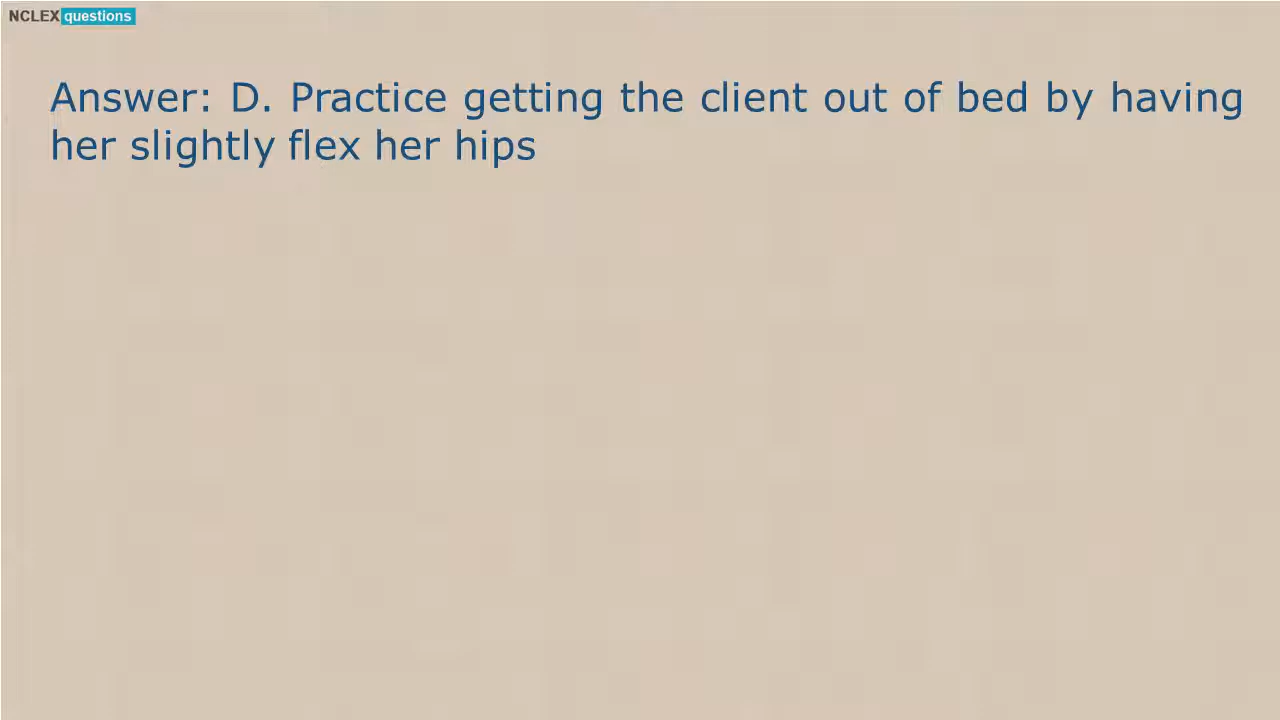 NCLEX questions
Answer: D. Practice getting the client out of bed by having
her slightly flex her hips